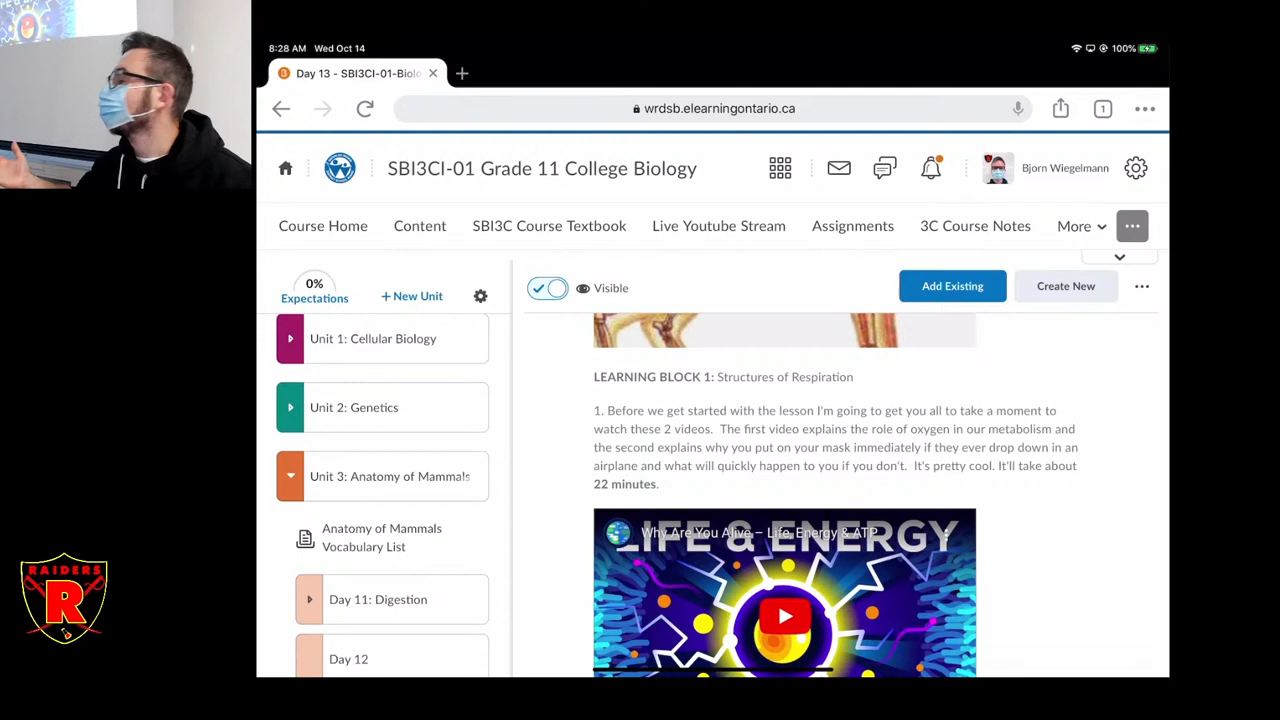 8:28 AM Wed Oct 14
100%
Day 13 - SBI3CI-01-Biolo
wrdsb.elearningontario.ca
1
SBI3CI-01 Grade 11 College Biology
Bjorn Wiegelmann
Course Home
Content
SBI3C Course Textbook
Live Youtube Stream
Assignments
3C Course Notes
More
0%
Expectations
+ New Unit
Visible
Add Existing
Create New
Unit 1: Cellular Biology
Unit 2: Genetics
Unit 3: Anatomy of Mammals
Anatomy of Mammals
Vocabulary List
Day 11: Digestion
Day 12
LEARNING BLOCK 1: Structures of Respiration
1. Before we get started with the lesson I'm going to get you all to take a moment to
watch these 2 videos. The first video explains the role of oxygen in our metabolism and
the second explains why you put on your mask immediately if they ever drop down in an
airplane and what will quickly happen to you if you don't. It's pretty cool. It'll take about
22 minutes.
LIFE & ENERGY
Why Are You Alive – Life, Energy & ATP
RAIDERS
R